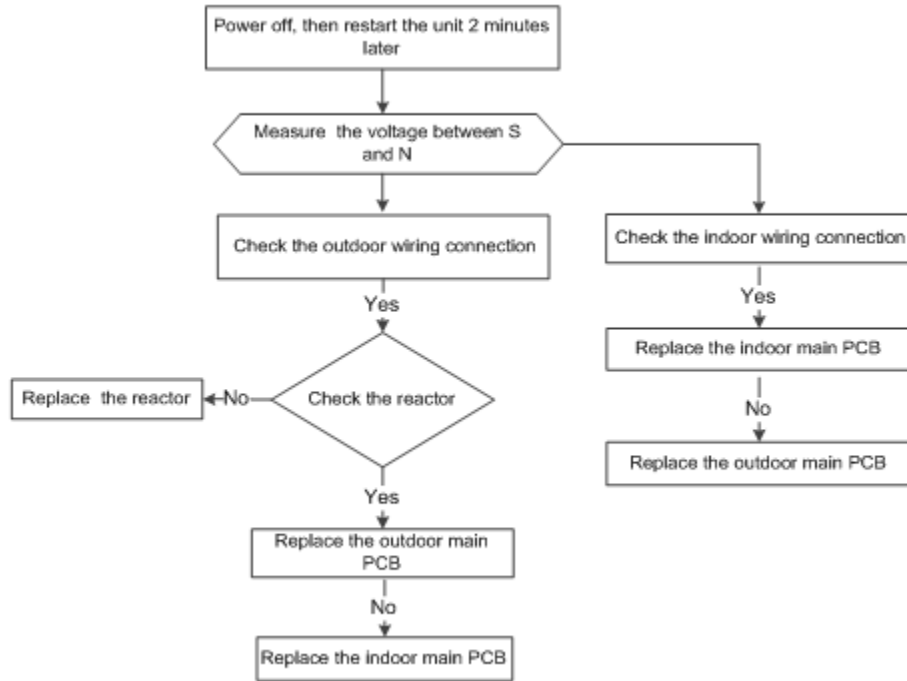 Power off, then restart the unit 2 minutes
later
Measure the voltage between S
and N
Check the outdoor wiring connection
Check the indoor wiring connection
Yes
Yes
Replace the indoor main PCB
Replace the reactor
No
Check the reactor
No
Replace the outdoor main PCB
Yes
Replace the outdoor main
PCB
No
Replace the indoor main PCB